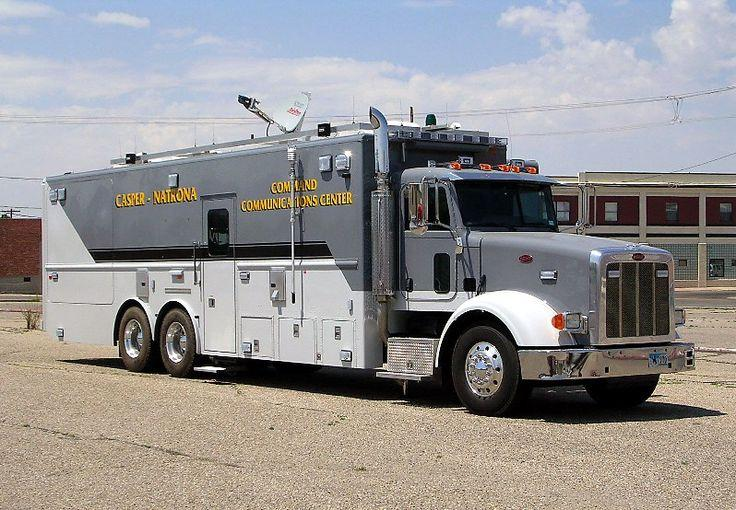 CASPER - NATRONA
COMMAND
COMMUNICATIONS CENTER